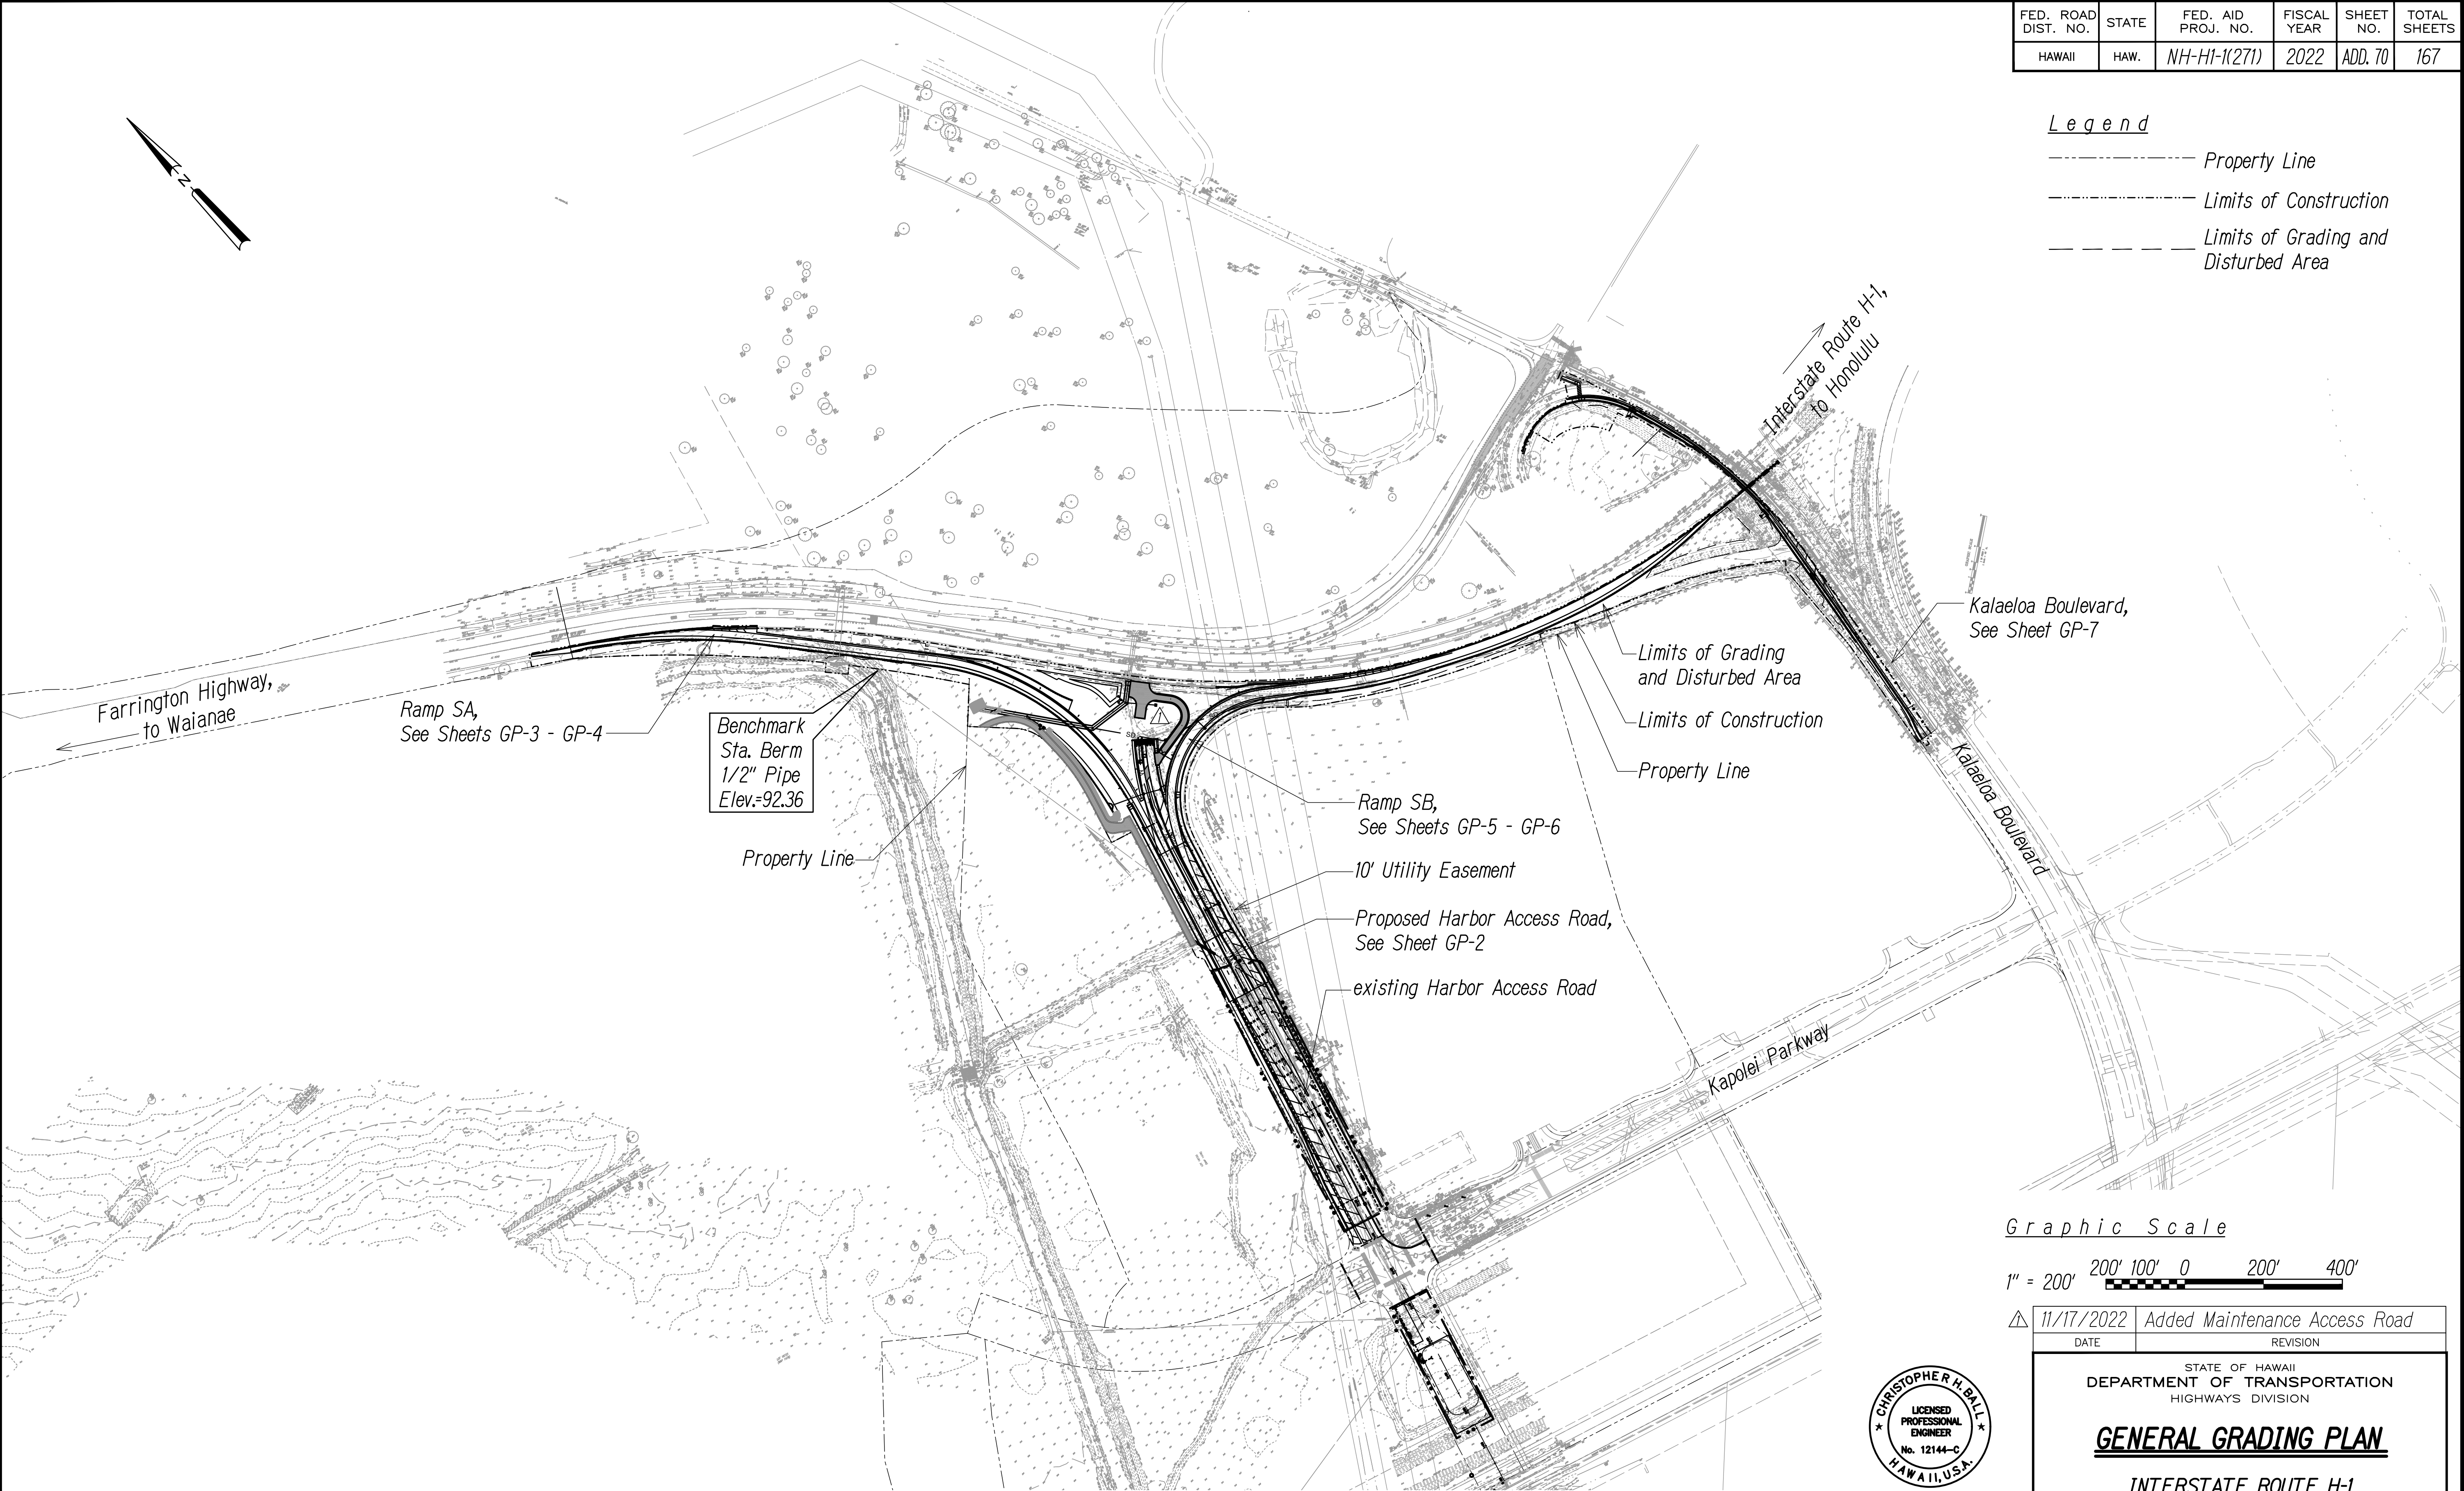 FED. ROAD DIST. NO.
STATE
FED. AID PROJ. NO.
FISCAL YEAR
SHEET NO.
TOTAL SHEETS
HAWAII
HAW.
NH-H1-1(271)
2022
ADD. 70
167
Legend
Property Line
Limits of Construction
Limits of Grading and
Disturbed Area
N
Interstate Route H-1,
to Honolulu
Kalaeloa Boulevard,
See Sheet GP-7
Limits of Grading
and Disturbed Area
Limits of Construction
Property Line
Farrington Highway,
to Waianae
Ramp SA,
See Sheets GP-3 - GP-4
Benchmark
Sta. Berm
1/2" Pipe
Elev.=92.36
Property Line
SD
1
Ramp SB,
See Sheets GP-5 - GP-6
10' Utility Easement
Proposed Harbor Access Road,
See Sheet GP-2
existing Harbor Access Road
Kalaeloa Boulevard
Kapolei Parkway
Graphic Scale
1" = 200'
200' 100' 0 200' 400'
1 11/17/2022 Added Maintenance Access Road
DATE REVISION
STATE OF HAWAII
DEPARTMENT OF TRANSPORTATION
HIGHWAYS DIVISION
GENERAL GRADING PLAN
INTERSTATE ROUTE H-1
CHRISTOPHER H. BALL
LICENSED
PROFESSIONAL
ENGINEER
No. 12144-C
HAWAII, U.S.A.